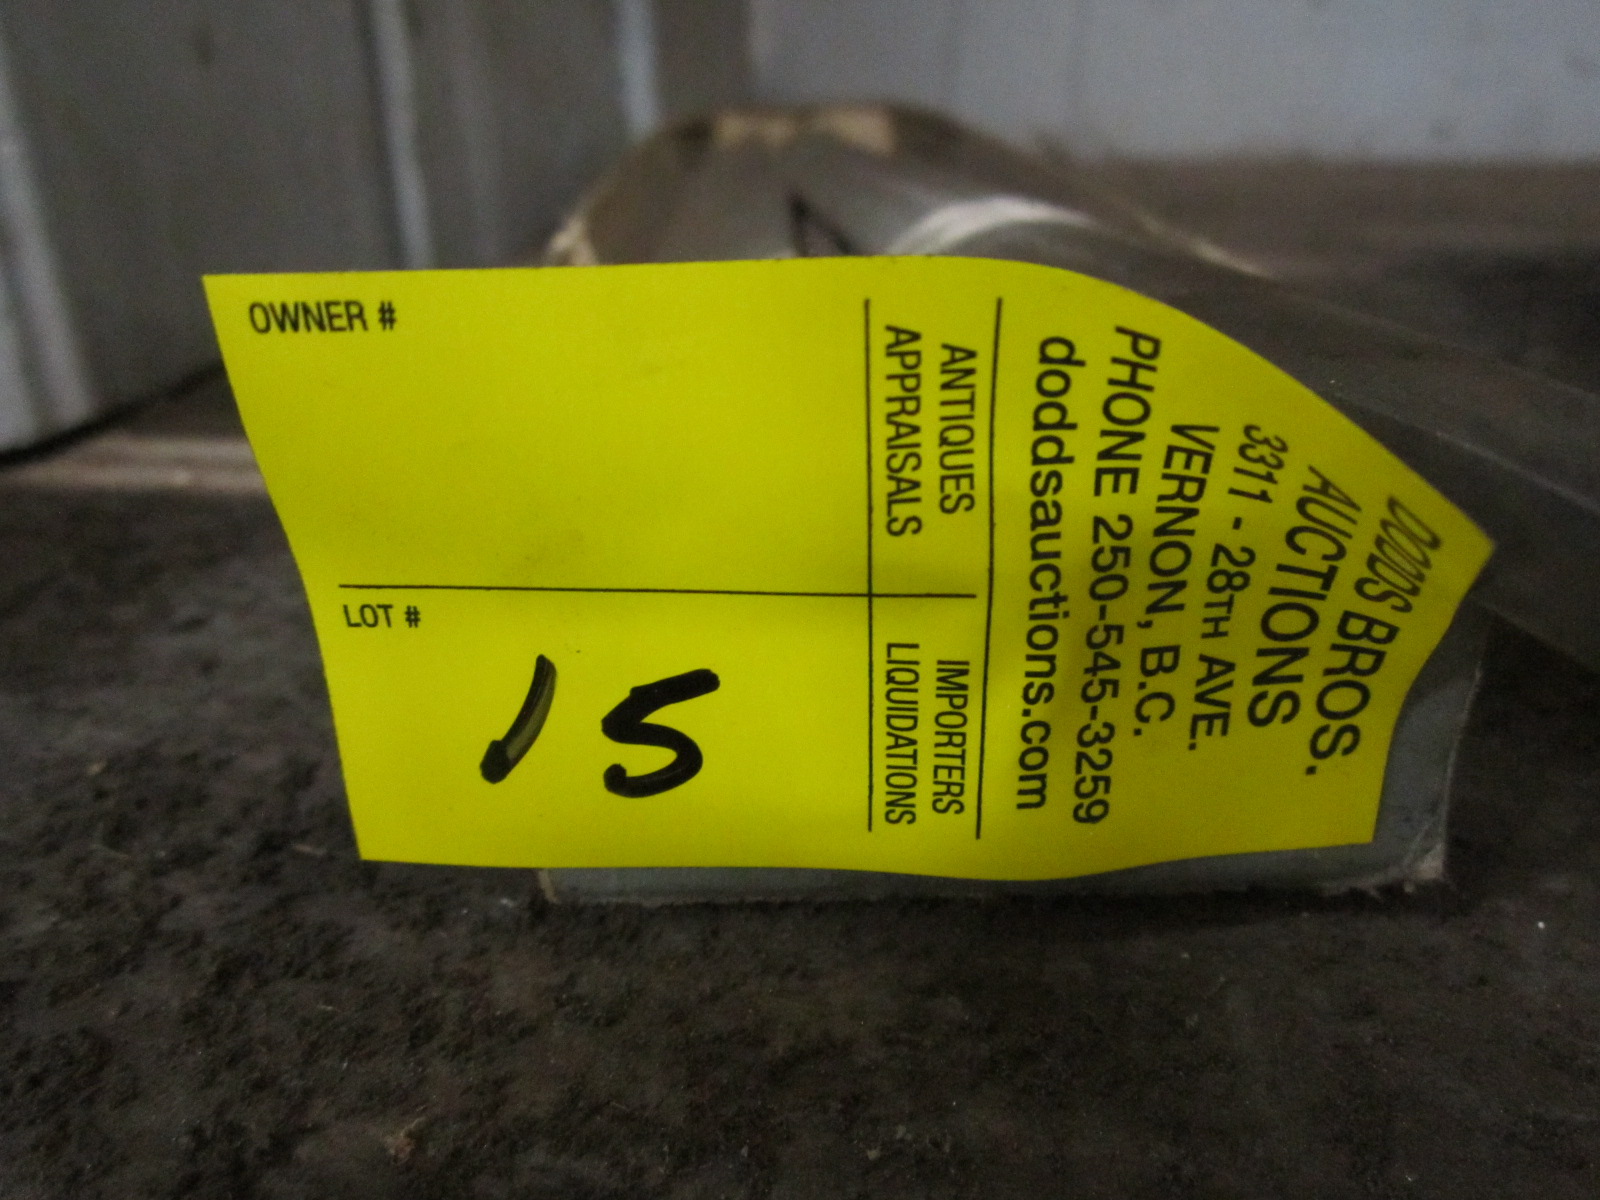 OWNER #
LOT #
15
DODDS BROS.
AUCTIONS
3311 - 28TH AVE.
VERNON, B.C.
PHONE 250-545-3259
doddsauctions.com
ANTIQUES
APPRAISALS
IMPORTERS
LIQUIDATIONS